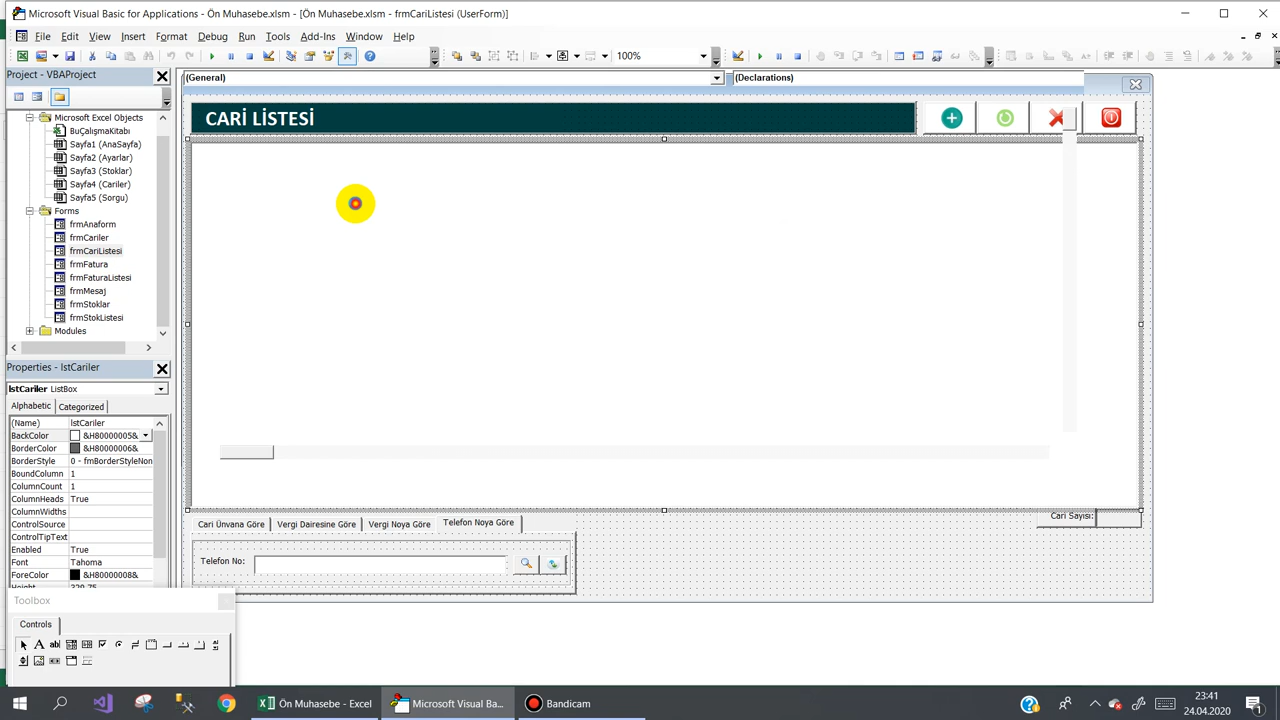 Microsoft Visual Basic for Applications - Ön Muhasebe.xlsm - [Ön Muhasebe.xlsm - frmCariListesi (UserForm)]
File Edit View Insert Format Debug Run Tools Add-Ins Window Help
100%
Project - VBAProject
(General)
(Declarations)
Microsoft Excel Objects
BuÇalışmaKitabı
Sayfa1 (AnaSayfa)
Sayfa2 (Ayarlar)
Sayfa3 (Stoklar)
Sayfa4 (Cariler)
Sayfa5 (Sorgu)
Forms
frmAnaform
frmCariler
frmCariListesi
frmFatura
frmFaturaListesi
frmMesaj
frmStoklar
frmStokListesi
Modules
CARİ LİSTESİ
Properties - lstCariler
lstCariler ListBox
Alphabetic Categorized
(Name) lstCariler
BackColor &H80000005&
BorderColor &H80000006&
BorderStyle 0 - fmBorderStyleNon
BoundColumn 1
ColumnCount 1
ColumnHeads True
ColumnWidths
ControlSource
ControlTipText
Enabled True
Font Tahoma
ForeColor &H80000008&
Cari Ünvana Göre Vergi Dairesine Göre Vergi Noya Göre Telefon Noya Göre
Cari Sayısı:
Telefon No:
Toolbox
Controls
Ön Muhasebe - Excel
Microsoft Visual Ba...
Bandicam
23:41
24.04.2020